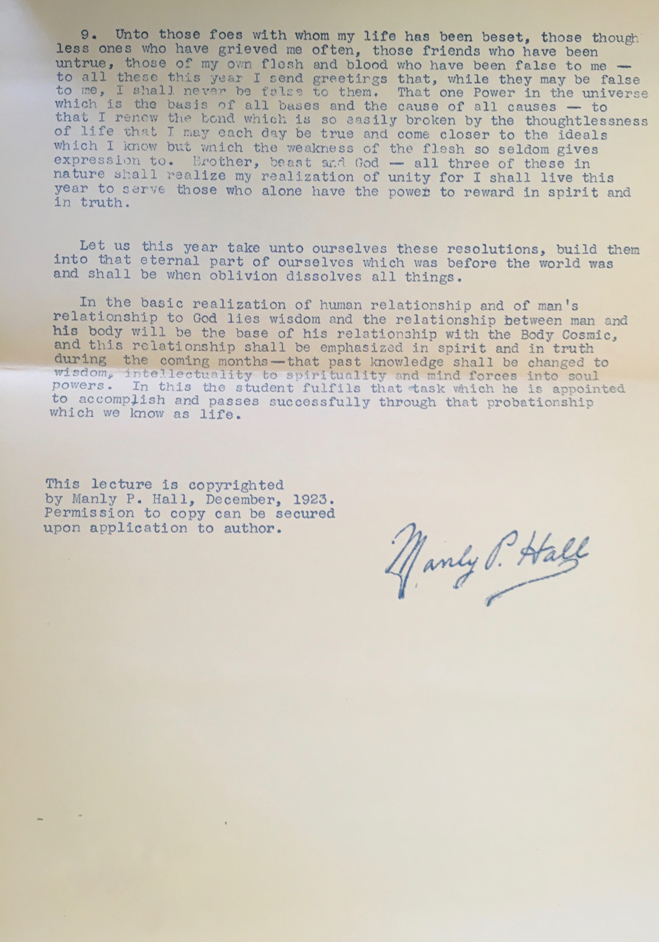 9. Unto those foes with whom my life has been beset, those though
less ones who have grieved me often, those friends who have been
untrue, those of my own flesh and blood who have been false to me —
to all these this year I send greetings that, while they may be false
to me, I shall never be false to them. That one Power in the universe
which is the basis of all bases and the cause of all causes — to
that I renew the bond which is so easily broken by the thoughtlessness
of life that I may each day be true and come closer to the ideals
which I know but which the weakness of the flesh so seldom gives
expression to. Brother, beast and God — all three of these in
nature shall realize my realization of unity for I shall live this
year to serve those who alone have the power to reward in spirit and
in truth.
Let us this year take unto ourselves these resolutions, build them
into that eternal part of ourselves which was before the world was
and shall be when oblivion dissolves all things.
In the basic realization of human relationship and of man's
relationship to God lies wisdom and the relationship between man and
his body will be the base of his relationship with the Body Cosmic,
and this relationship shall be emphasized in spirit and in truth
during the coming months—that past knowledge shall be changed to
wisdom, intellectuality to spirituality and mind forces into soul
powers. In this the student fulfils that task which he is appointed
to accomplish and passes successfully through that probationship
which we know as life.
This lecture is copyrighted
by Manly P. Hall, December, 1923.
Permission to copy can be secured
upon application to author.
Manly P. Hall